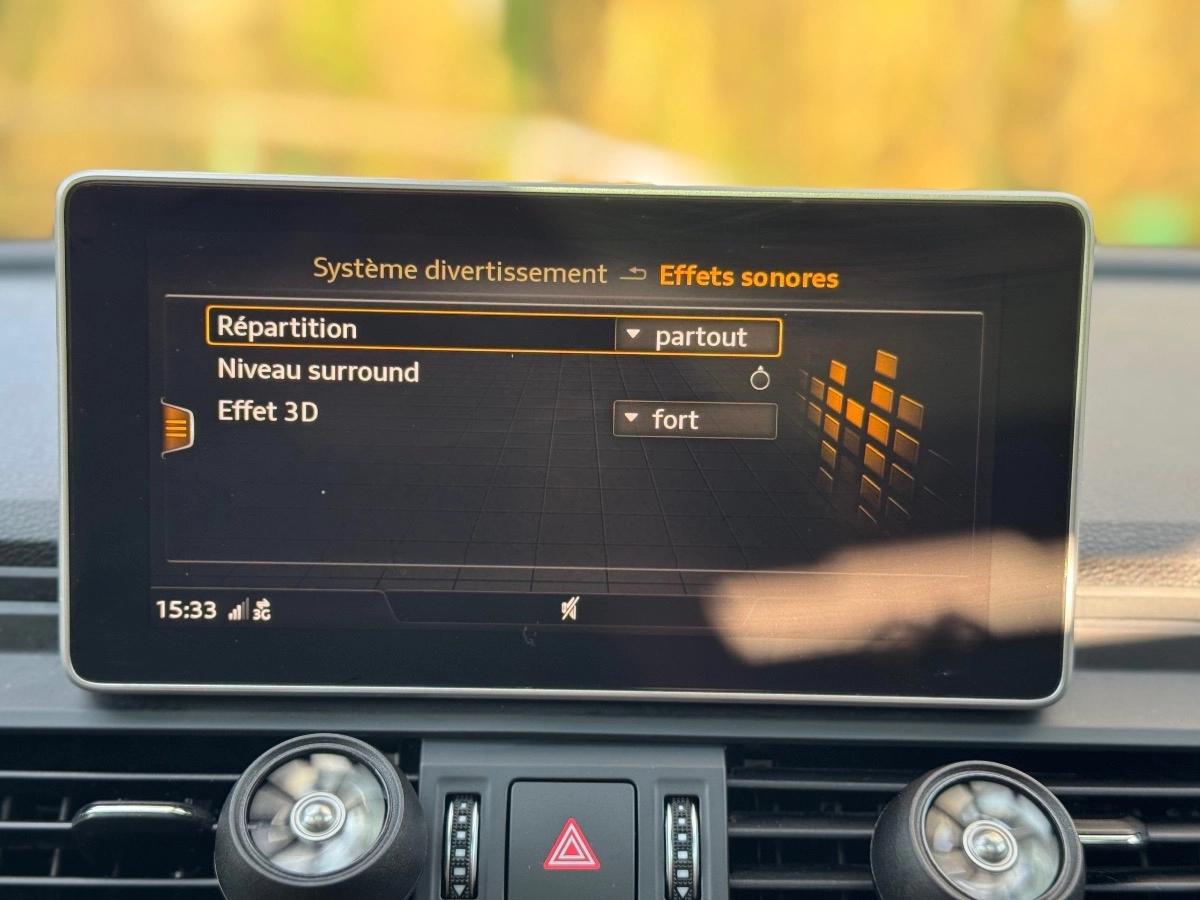 Système divertissement Effets sonores
Répartition partout
Niveau surround
Effet 3D fort
15:33 3G